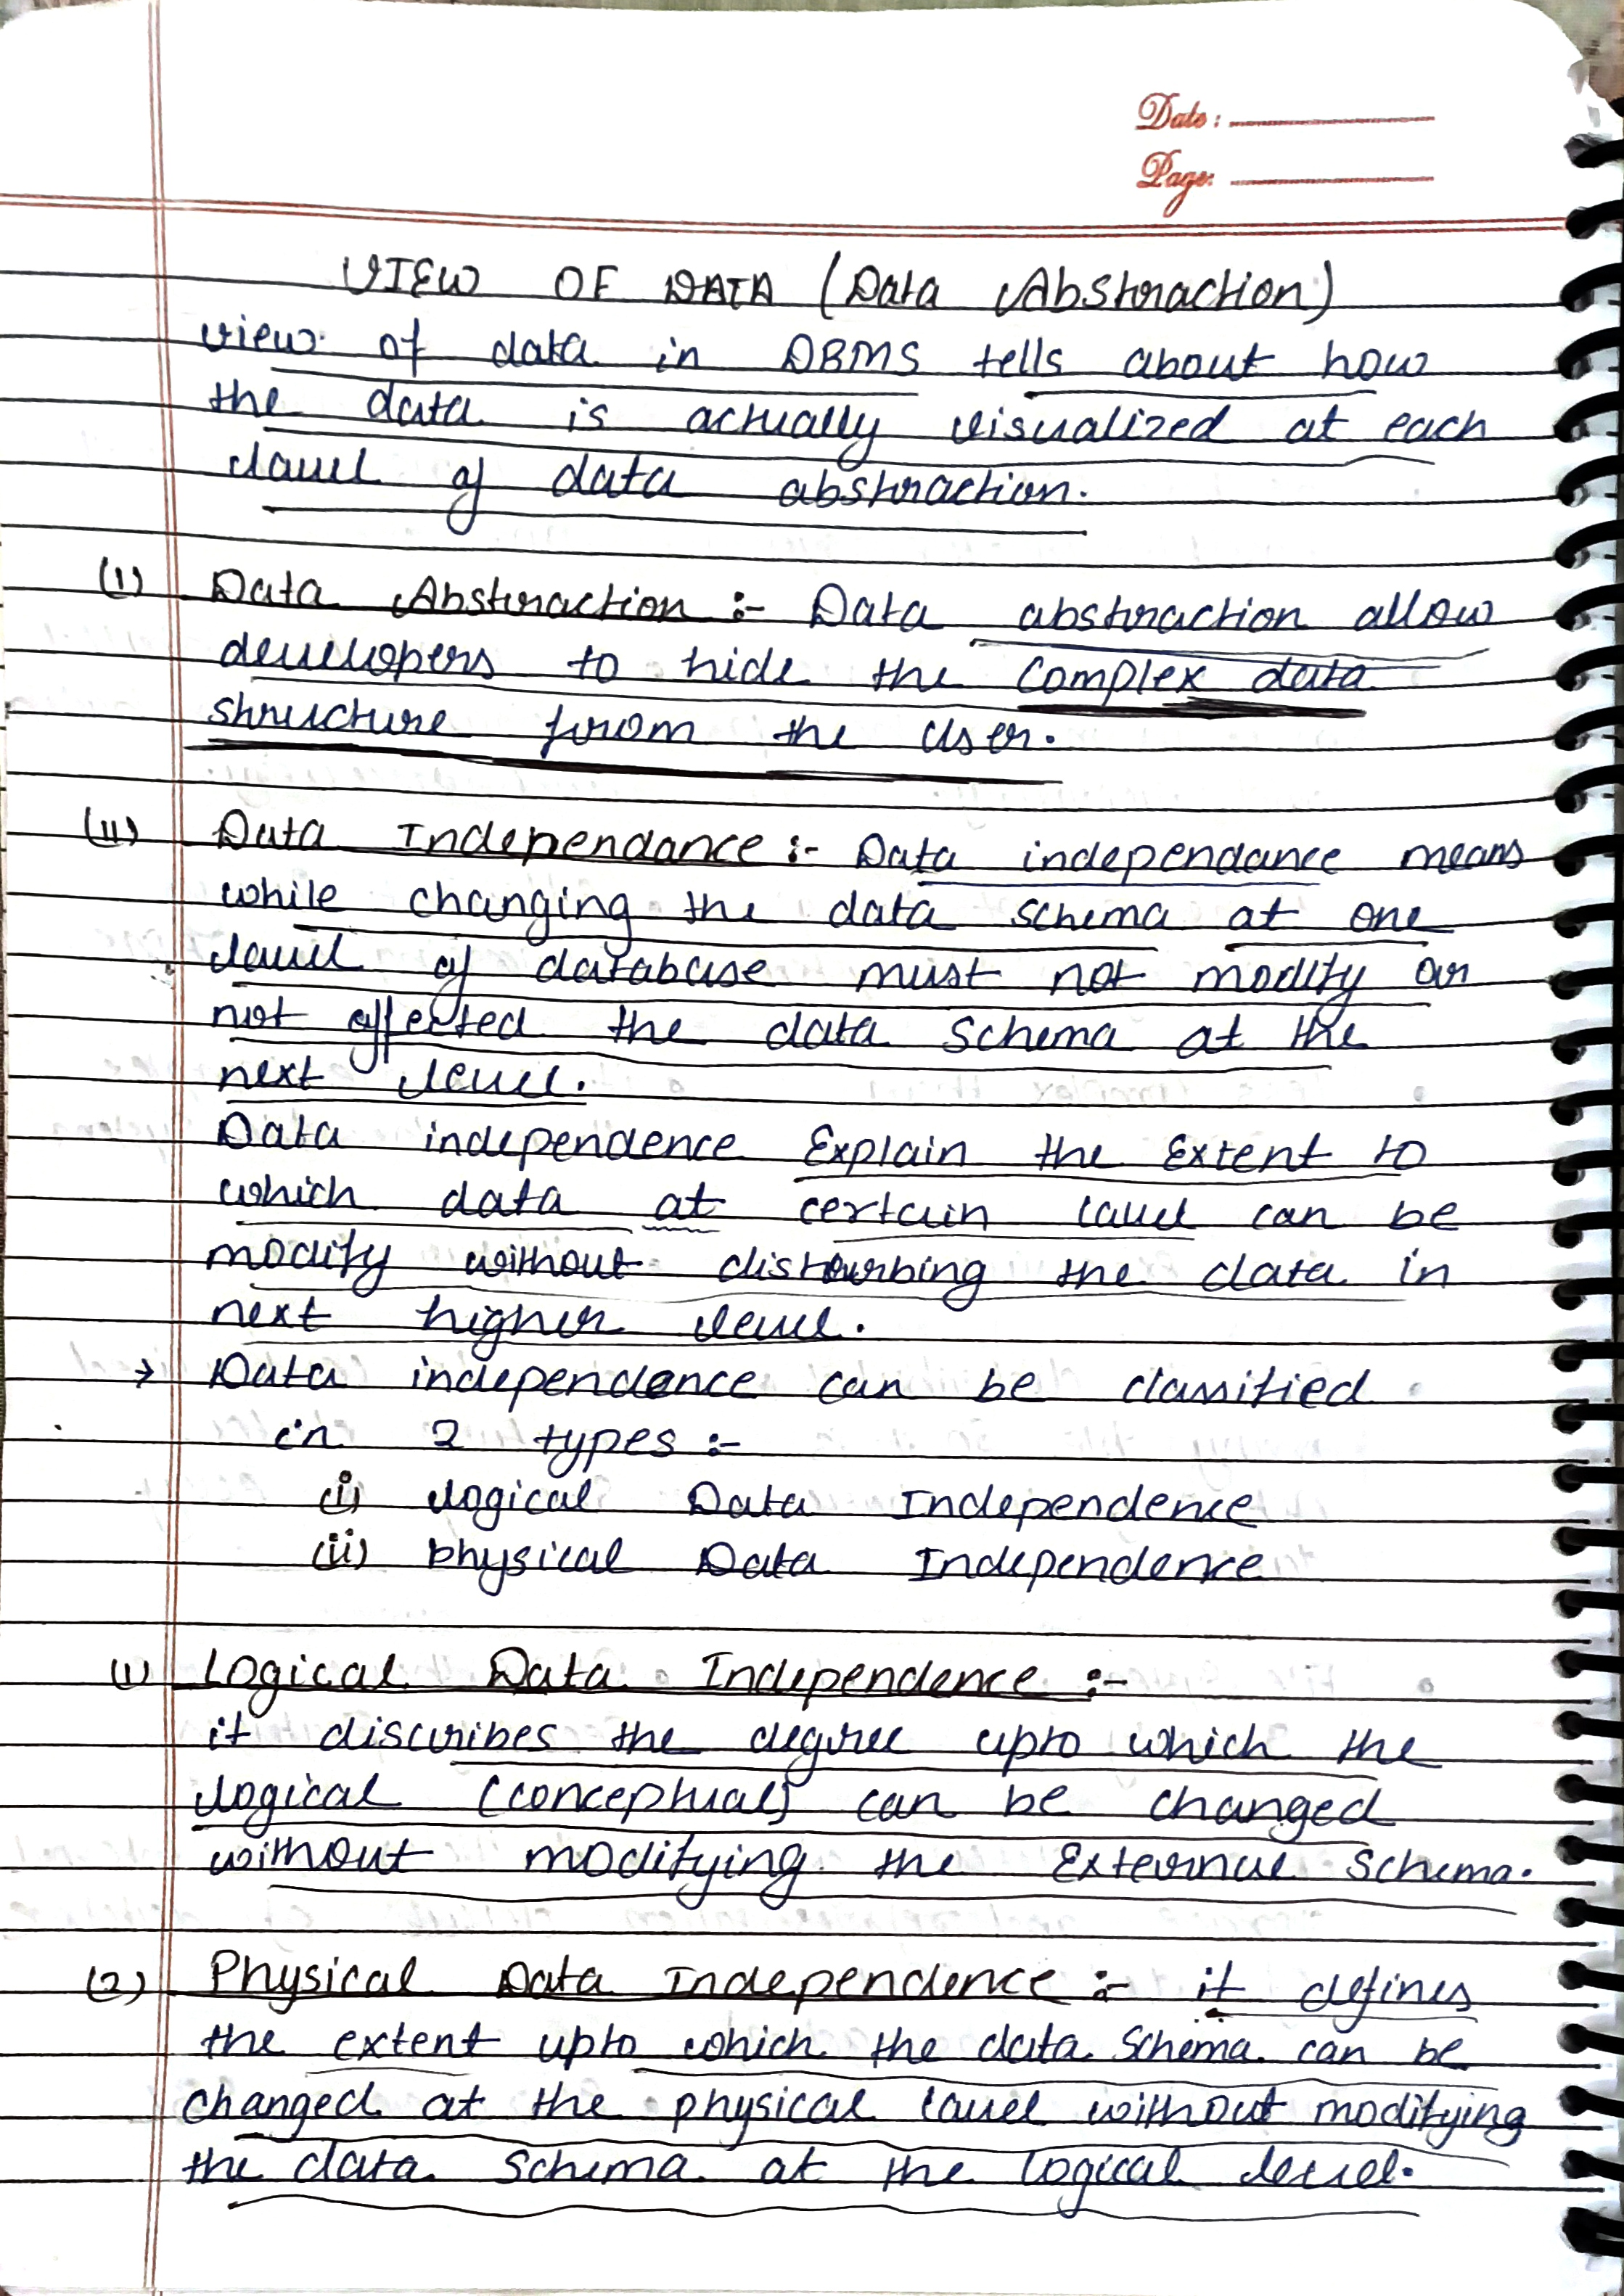 Date:
Page:
VIEW OF DATA (Data Abstraction)
view of data in DBMS tells about how
the data is actually visualized at each
lavel of data abstraction.
(I) Data Abstraction :- Data abstraction allow
developers to hide the complex data
structure from the User.
(II) Data Independance :- Data independance means
while changing the data schema at one
lavel of database must not modify or
not affected the data schema at the
next level.
Data independence Explain the Extent to
which data at certain lavel can be
modify without disturbing the data in
next higher level.
→ Data independence can be classified
in 2 types :-
(i) logical Data Independence
(ii) physical Data Independence
(1) Logical Data Independence :-
it discribes the degree upto which the
logical (conceptual) can be changed
without modifying the External Schema.
(2) Physical Data Independence :- it defines
the extent upto which the data Schema can be
changed at the physical lavel without modifying
the data Schema at the logical level.